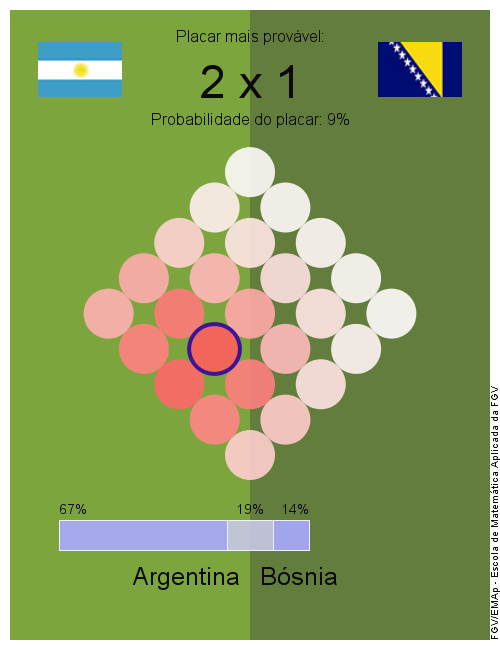 Placar mais provável:
2 x 1
Probabilidade do placar: 9%
67%
19%
14%
Argentina
Bósnia
FGV/EMAp - Escola de Matemática Aplicada da FGV